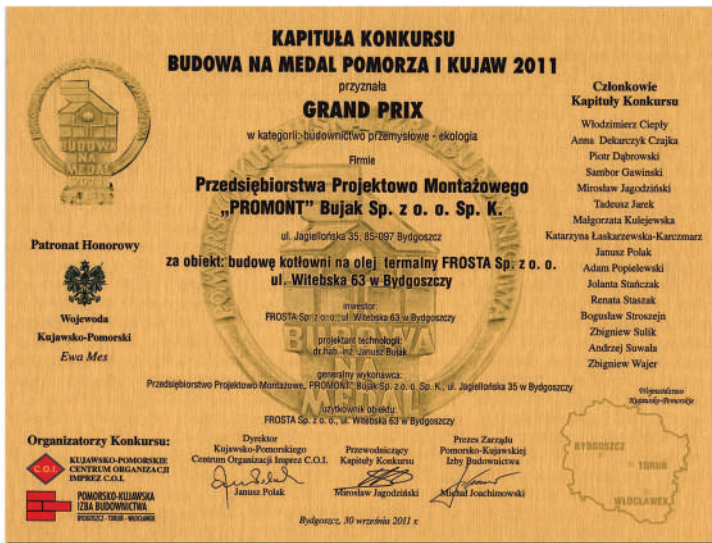 KAPITUŁA KONKURSU
BUDOWA NA MEDAL POMORZA I KUJAW 2011
przyznała
GRAND PRIX
w kategorii: budownictwo przemysłowe - ekologia
Firmie
Przedsiębiorstwa Projektowo Montażowego
„PROMONT” Bujak Sp. z o. o. Sp. K.
ul. Jagiellońska 35, 85-097 Bydgoszcz
za obiekt: budowę kotłowni na olej termalny FROSTA Sp. z o. o.
ul. Witebska 63 w Bydgoszczy
inwestor:
FROSTA Sp. z o. o., ul. Witebska 63 w Bydgoszczy
projektant technologii:
dr hab. inż. Janusz Bujak
generalny wykonawca:
Przedsiębiorstwo Projektowo Montażowe „PROMONT” Bujak Sp. z o. o. Sp. K., ul. Jagiellońska 35 w Bydgoszczy
użytkownik obiektu:
FROSTA Sp. z o. o., ul. Witebska 63 w Bydgoszczy
BUDOWA
NA
MEDAL
BUDOWA
NA
MEDAL
Patronat Honorowy
Wojewoda
Kujawsko-Pomorski
Ewa Mes
Członkowie
Kapituły Konkursu
Włodzimierz Ciepły
Anna Dekarczyk Czajka
Piotr Dąbrowski
Sambor Gawinski
Mirosław Jagodziński
Tadeusz Jarek
Małgorzata Kulejewska
Katarzyna Łaskarzewska-Karczmarz
Janusz Polak
Adam Popielewski
Jolanta Stańczak
Renata Staszak
Bogusław Stroszejn
Zbigniew Sulik
Andrzej Suwala
Zbigniew Wajer
Województwo
Kujawsko-Pomorskie
BYDGOSZCZ
TORUŃ
WŁOCŁAWEK
Organizatorzy Konkursu:
C.O.I.
KUJAWSKO-POMORSKIE
CENTRUM ORGANIZACJI
IMPREZ C.O.I.
POMORSKO-KUJAWSKA
IZBA BUDOWNICTWA
BYDGOSZCZ - TORUŃ - WŁOCŁAWEK
Dyrektor
Kujawsko-Pomorskiego
Centrum Organizacji Imprez C.O.I.
Janusz Polak
Przewodniczący
Kapituły Konkursu
Mirosław Jagodziński
Prezes Zarządu
Pomorsko-Kujawskiej
Izby Budownictwa
Michał Joachimowski
Bydgoszcz, 30 września 2011 r.